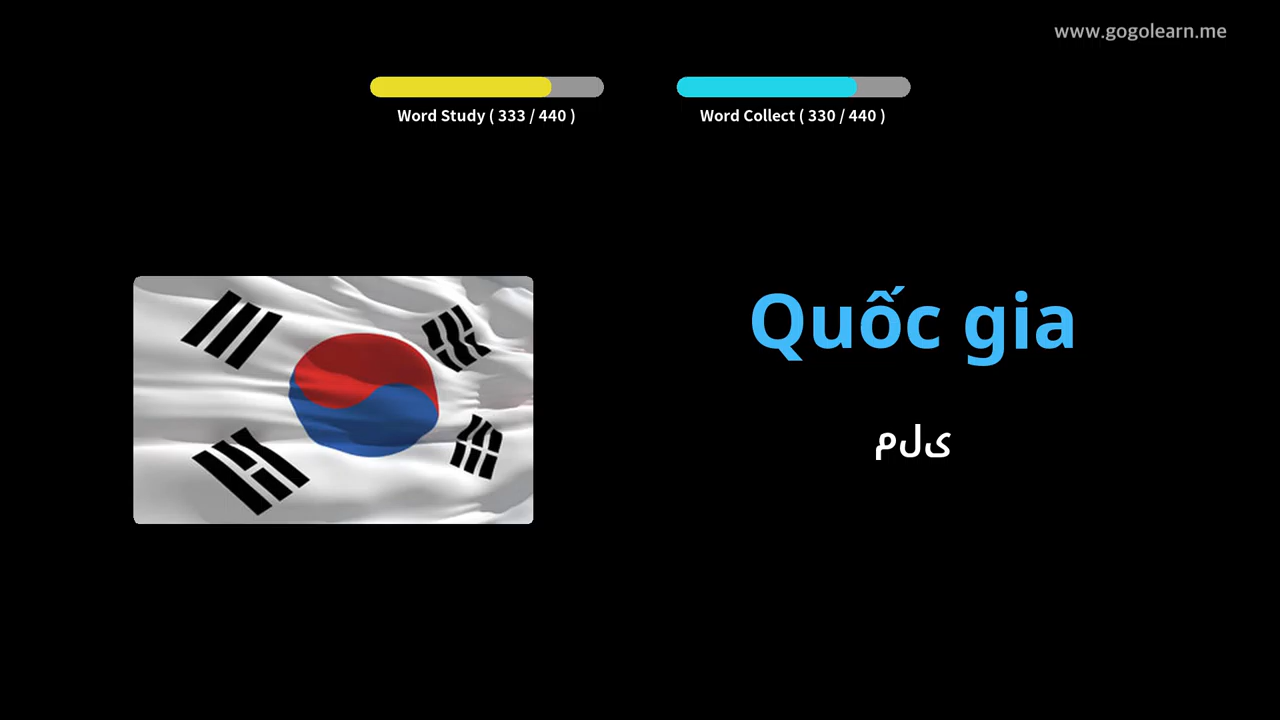 www.gogolearn.me
Word Study ( 333 / 440 )
Word Collect ( 330 / 440 )
Quốc gia
ملی